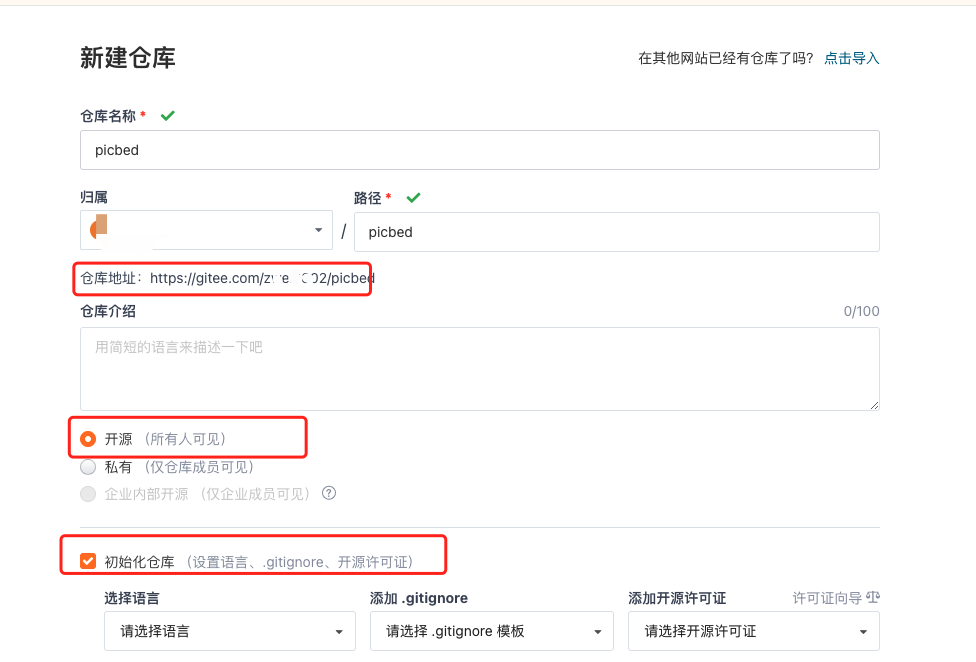 新建仓库
在其他网站已经有仓库了吗? 点击导入
仓库名称 *
picbed
归属
路径 *
/
picbed
仓库地址: https://gitee.com/ 02/picbed
仓库介绍
0/100
用简短的语言来描述一下吧
开源 (所有人可见)
私有 (仅仓库成员可见)
企业内部开源 (仅企业成员可见) ?
初始化仓库 (设置语言、.gitignore、开源许可证)
选择语言 添加 .gitignore 添加开源许可证 许可证向导
请选择语言 请选择 .gitignore 模板 请选择开源许可证